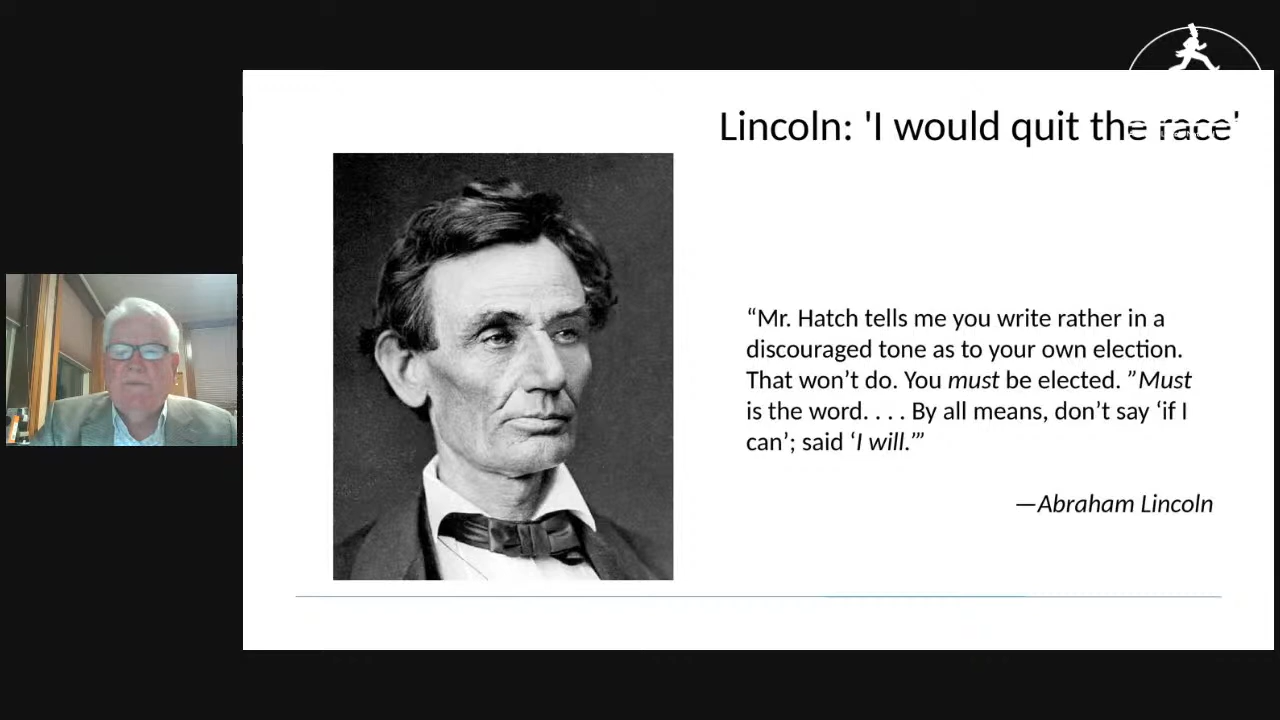 Lincoln: 'I would quit the race'
“Mr. Hatch tells me you write rather in a
discouraged tone as to your own election.
That won’t do. You must be elected. ”Must
is the word. . . . By all means, don’t say ‘if I
can’; said ‘I will.’”
—Abraham Lincoln